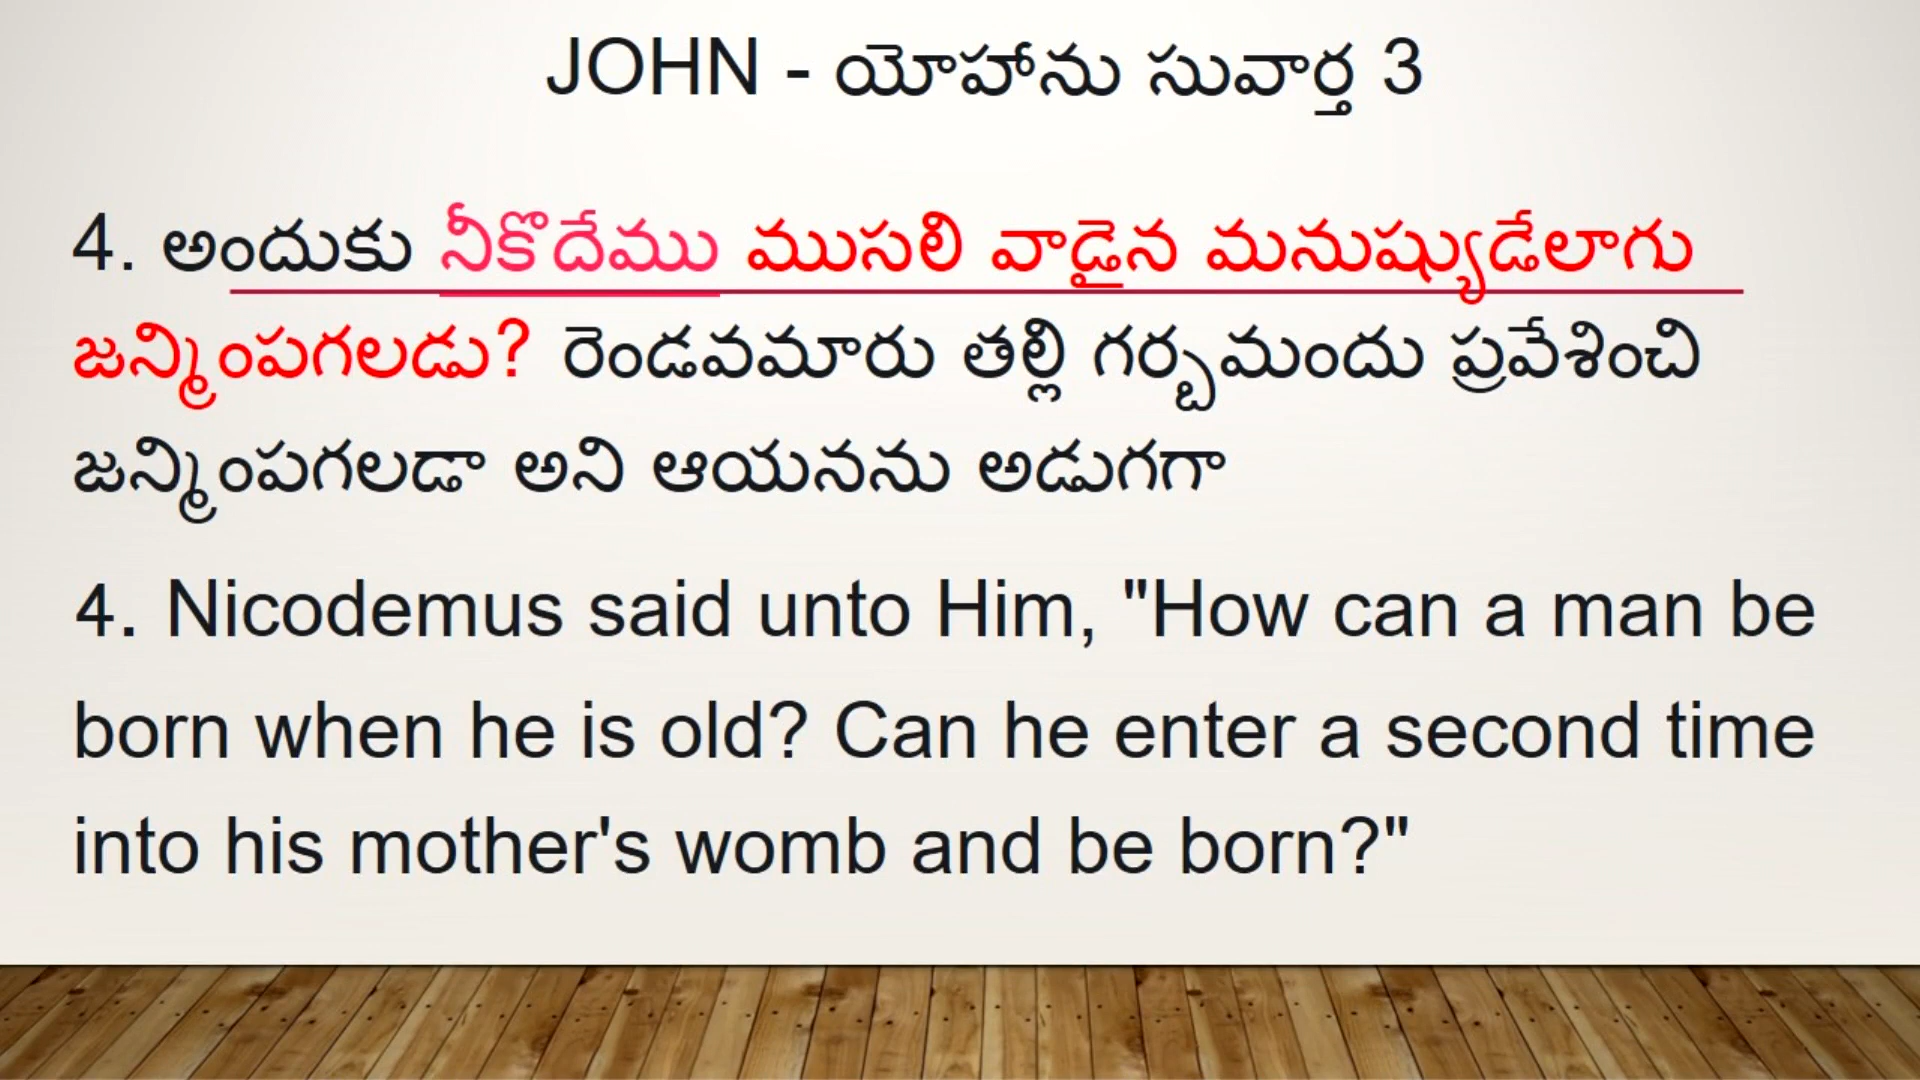 JOHN - యోహాను సువార్త 3
4. అందుకు నీకొదేము ముసలి వాడైన మనుష్యుడేలాగు
జన్మింపగలడు? రెండవమారు తల్లి గర్బమందు ప్రవేశించి
జన్మింపగలడా అని ఆయనను అడుగగా
4. Nicodemus said unto Him, "How can a man be
born when he is old? Can he enter a second time
into his mother's womb and be born?"